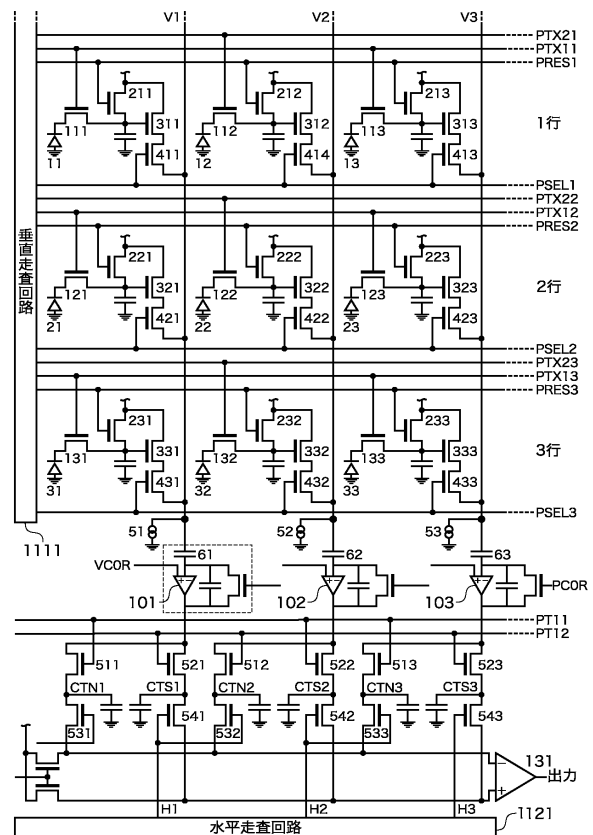 V1 V2 V3
PTX21
PTX11
PRES1
211 212 213
111 311 112 312 113 313
1行
11 411 12 414 13 413
PSEL1
PTX22
PTX12
PRES2
垂直走査回路
221 222 223
121 321 122 322 123 323
2行
21 421 22 422 23 423
PSEL2
PTX23
PTX13
PRES3
231 232 233
131 331 132 332 133 333
3行
31 431 32 432 33 433
PSEL3
51 52 53
1111
61 62 63
VCOR
101 102 103 PCOR
PT11
PT12
511 521 512 522 513 523
CTN1 CTS1 CTN2 CTS2 CTN3 CTS3
531 541 532 542 533 543
131
出力
H1 H2 H3
1121
水平走査回路